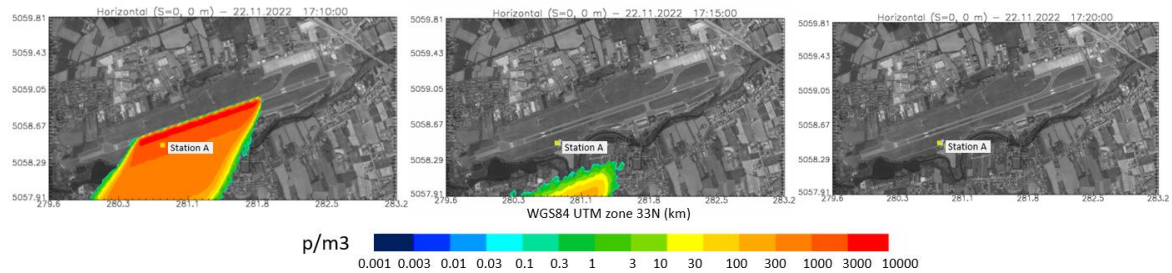 Horizontal (S=0, 0 m) – 22.11.2022 17:10:00
5059.81
5059.43
5059.05
5058.67
5058.29
5057.91
279.6 280.3 281.1 281.8 282.5 283.2
Station A
Horizontal (S=0, 0 m) – 22.11.2022 17:15:00
5059.81
5059.43
5059.05
5058.67
5058.29
5057.91
279.6 280.3 281.1 281.8 282.5 283.2
Station A
Horizontal (S=0, 0 m) – 22.11.2022 17:20:00
5059.81
5059.43
5059.05
5058.67
5058.29
5057.91
279.6 280.3 281.1 281.8 282.5 283.2
Station A
WGS84 UTM zone 33N (km)
p/m3
0.001 0.003 0.01 0.03 0.1 0.3 1 3 10 30 100 300 1000 3000 10000